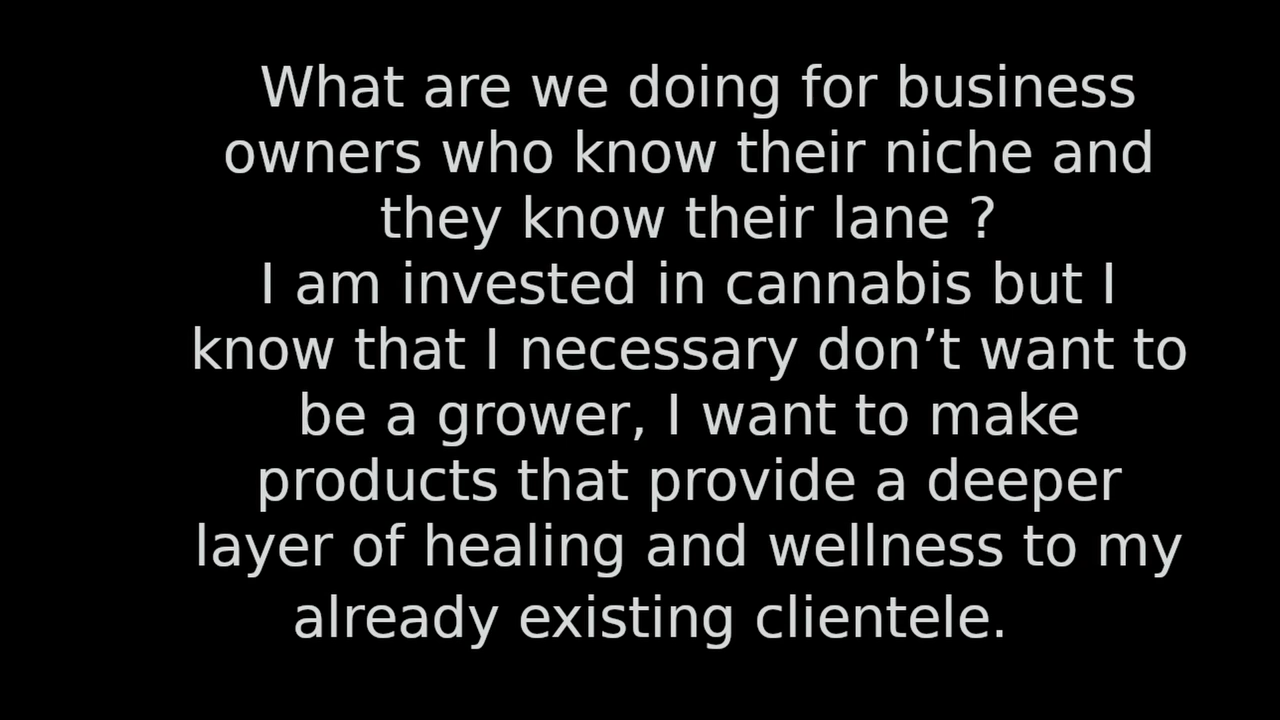 What are we doing for business
owners who know their niche and
they know their lane ?
I am invested in cannabis but I
know that I necessary don’t want to
be a grower, I want to make
products that provide a deeper
layer of healing and wellness to my
already existing clientele.